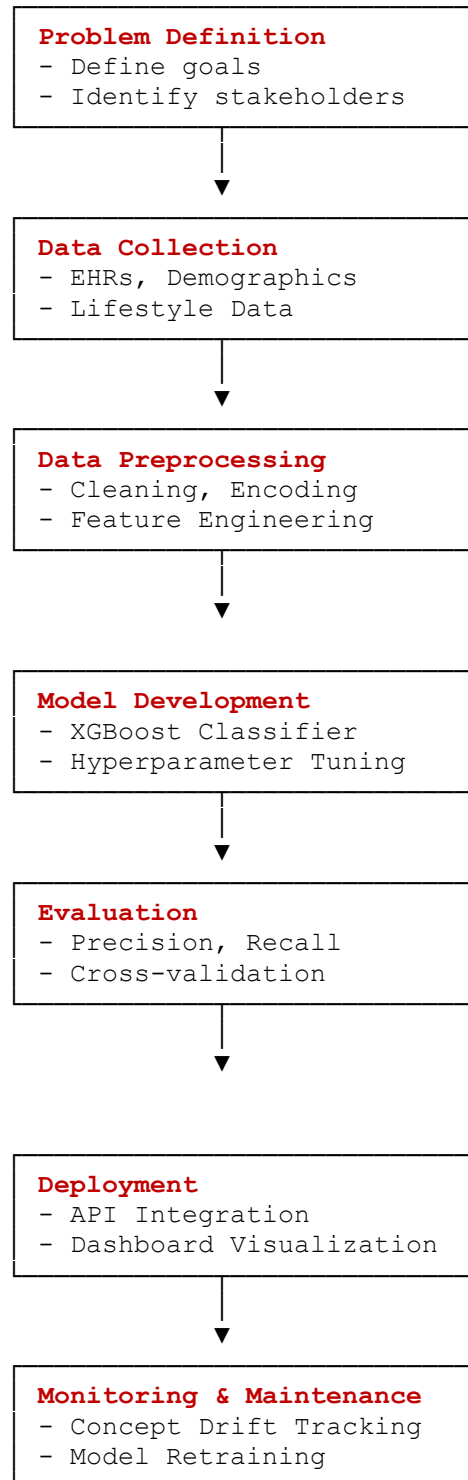 Problem Definition
- Define goals
- Identify stakeholders
Data Collection
- EHRs, Demographics
- Lifestyle Data
Data Preprocessing
- Cleaning, Encoding
- Feature Engineering
Model Development
- XGBoost Classifier
- Hyperparameter Tuning
Evaluation
- Precision, Recall
- Cross-validation
Deployment
- API Integration
- Dashboard Visualization
Monitoring & Maintenance
- Concept Drift Tracking
- Model Retraining